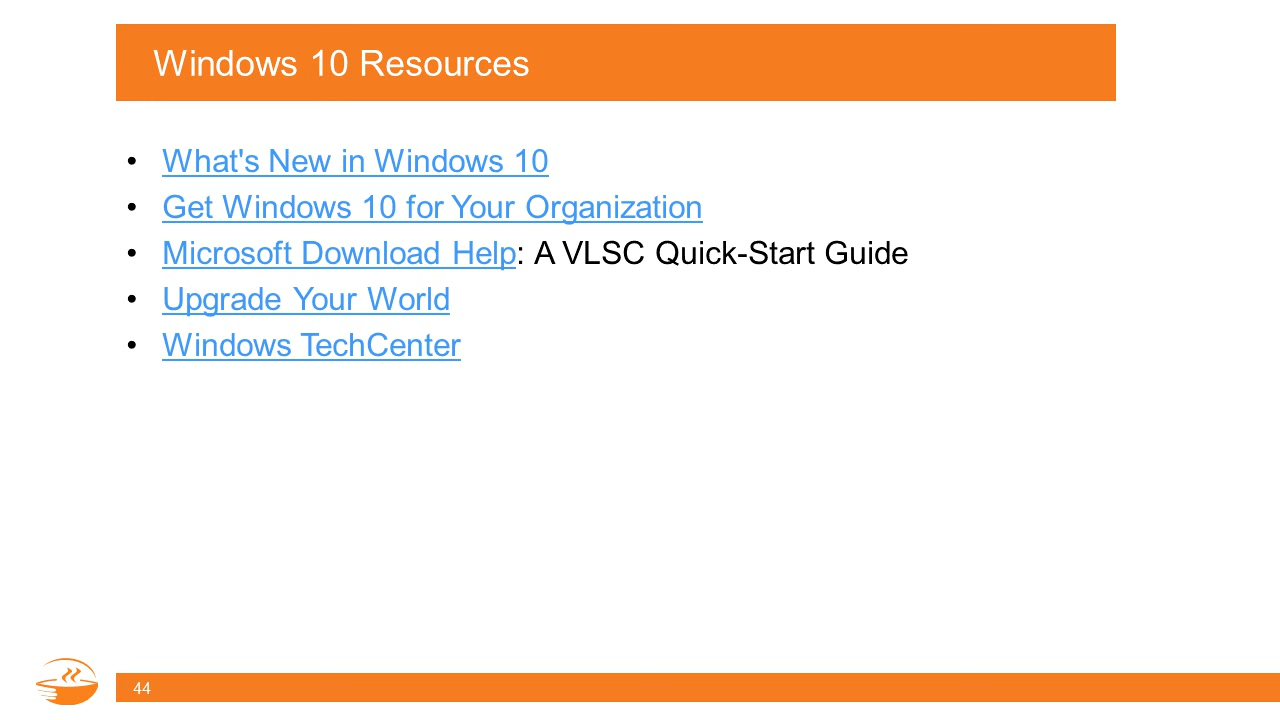 Windows 10 Resources
• What's New in Windows 10
• Get Windows 10 for Your Organization
• Microsoft Download Help: A VLSC Quick-Start Guide
• Upgrade Your World
• Windows TechCenter
44